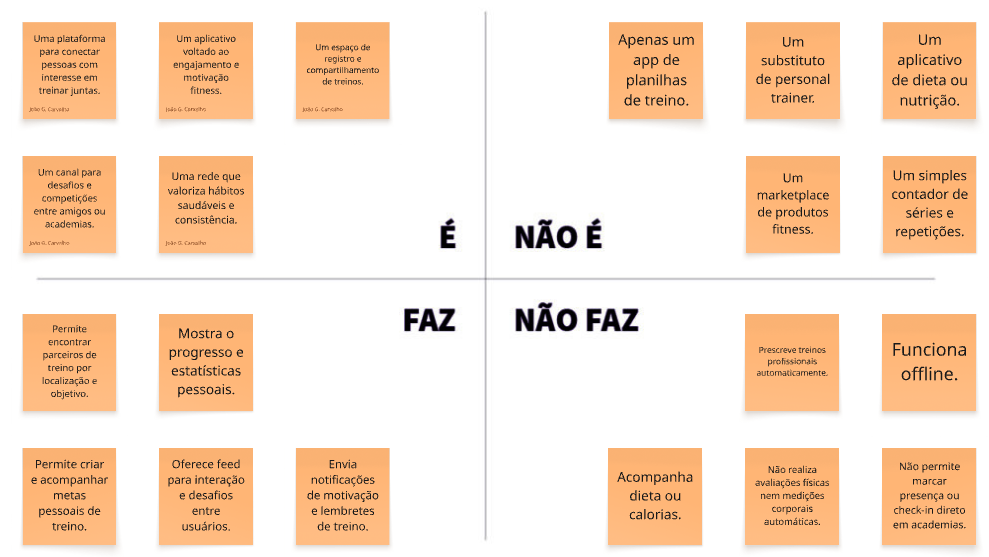 Uma plataforma
para conectar
pessoas com
interesse em
treinar juntas.
João G. Carvalho
Um aplicativo
voltado ao
engajamento e
motivação
fitness.
João G. Carvalho
Um espaço de
registro e
compartilhamento
de treinos.
João G. Carvalho
Um canal para
desafios e
competições
entre amigos ou
academias.
João G. Carvalho
Uma rede que
valoriza hábitos
saudáveis e
consistência.
João G. Carvalho
É
Apenas um
app de
planilhas
de treino.
Um
substituto
de personal
trainer.
Um
aplicativo
de dieta ou
nutrição.
Um
marketplace
de produtos
fitness.
Um simples
contador de
séries e
repetições.
NÃO É
FAZ
Permite
encontrar
parceiros de
treino por
localização e
objetivo.
Mostra o
progresso e
estatísticas
pessoais.
Permite criar
e acompanhar
metas
pessoais de
treino.
Oferece feed
para interação
e desafios
entre
usuários.
Envia
notificações
de motivação
e lembretes
de treino.
NÃO FAZ
Prescreve treinos
profissionais
automaticamente.
Funciona
offline.
Acompanha
dieta ou
calorias.
Não realiza
avaliações físicas
nem medições
corporais
automáticas.
Não permite
marcar
presença ou
check-in direto
em academias.